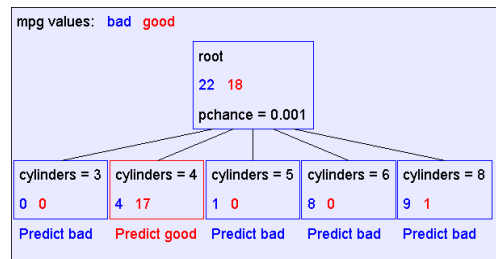 mpg values: bad good
root
22 18
pchance = 0.001
cylinders = 3 cylinders = 4 cylinders = 5 cylinders = 6 cylinders = 8
0 0 4 17 1 0 8 0 9 1
Predict bad Predict good Predict bad Predict bad Predict bad